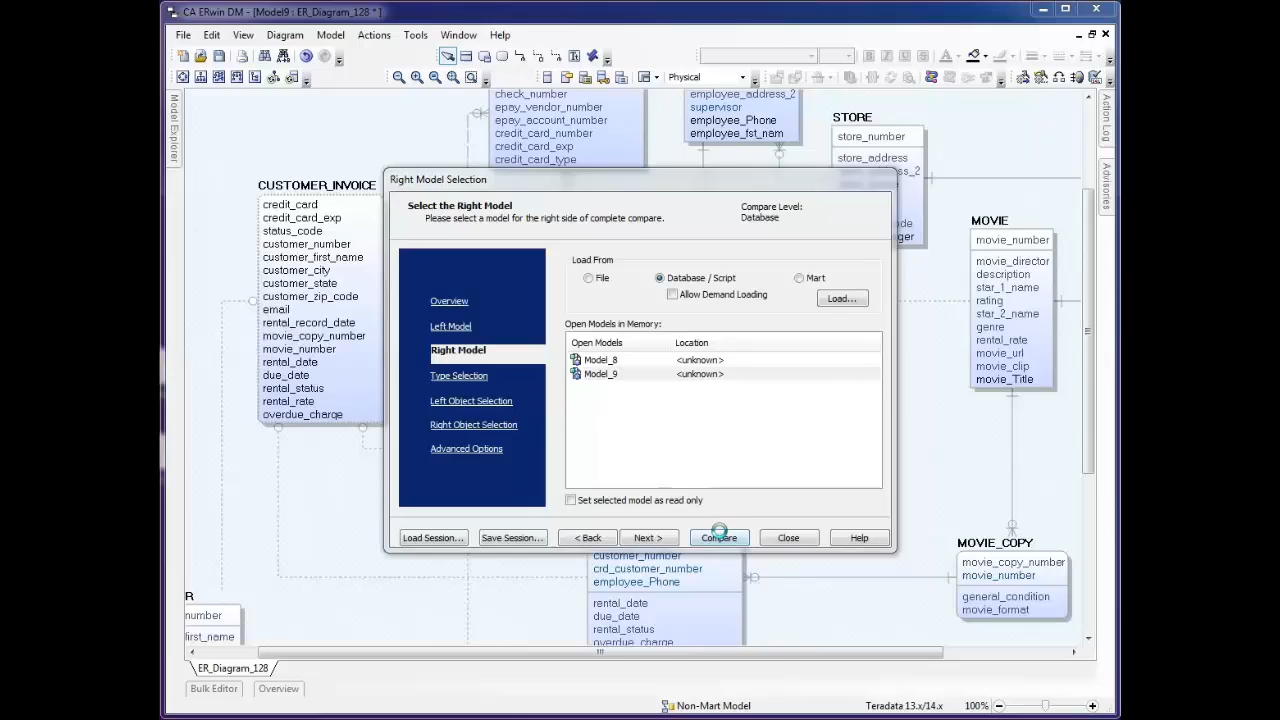 CA ERwin DM - [Model9 : ER_Diagram_128 * ]
File Edit View Diagram Model Actions Tools Window Help
Physical
Model Explorer
Action Log
Advisories
check_number
epay_vendor_number
epay_account_number
credit_card_number
credit_card_exp
credit_card_type
employee_address_2
supervisor
employee_Phone
employee_fst_nam
STORE
store_number
store_address
ss_2
ode
ger
CUSTOMER_INVOICE
credit_card
credit_card_exp
status_code
customer_number
customer_first_name
customer_city
customer_state
customer_zip_code
email
rental_record_date
movie_copy_number
movie_number
rental_date
due_date
rental_status
rental_rate
overdue_charge
MOVIE
movie_number
movie_director
description
star_1_name
rating
star_2_name
genre
rental_rate
movie_url
movie_clip
movie_Title
Right Model Selection
Select the Right Model
Please select a model for the right side of complete compare.
Compare Level:
Database
Overview
Left Model
Right Model
Type Selection
Left Object Selection
Right Object Selection
Advanced Options
Load From
File Database / Script Mart
Allow Demand Loading
Load...
Open Models in Memory:
Open Models Location
Model_8 <unknown>
Model_9 <unknown>
Set selected model as read only
Load Session... Save Session... < Back Next > Compare Close Help
customer_number
crd_customer_number
employee_Phone
rental_date
due_date
rental_status
overdue_charge
MOVIE_COPY
movie_copy_number
movie_number
general_condition
movie_format
R
number
first_name
ER_Diagram_128
Bulk Editor Overview
Non-Mart Model Teradata 13.x/14.x 100%